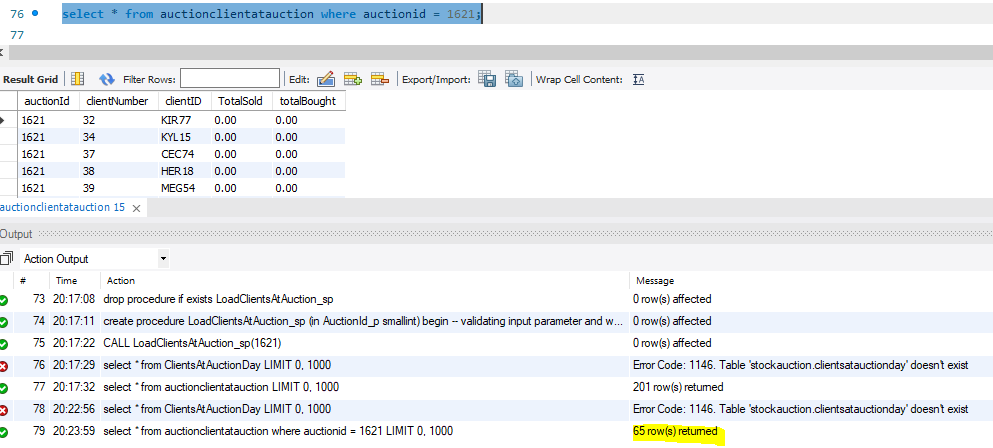 76 select * from auctionclientatauction where auctionid = 1621;
77
Result Grid Filter Rows: Edit: Export/Import: Wrap Cell Content:
auctionId clientNumber clientID TotalSold totalBought
1621 32 KIR77 0.00 0.00
1621 34 KYL15 0.00 0.00
1621 37 CEC74 0.00 0.00
1621 38 HER18 0.00 0.00
1621 39 MEG54 0.00 0.00
auctionclientatauction 15
Output
Action Output
# Time Action Message
73 20:17:08 drop procedure if exists LoadClientsAtAuction_sp 0 row(s) affected
74 20:17:11 create procedure LoadClientsAtAuction_sp (in AuctionId_p smallint) begin -- validating input parameter and w... 0 row(s) affected
75 20:17:22 CALL LoadClientsAtAuction_sp(1621) 0 row(s) affected
76 20:17:29 select * from ClientsAtAuctionDay LIMIT 0, 1000 Error Code: 1146. Table 'stockauction.clientsatauctionday' doesn't exist
77 20:17:32 select * from auctionclientatauction LIMIT 0, 1000 201 row(s) returned
78 20:22:56 select * from ClientsAtAuctionDay LIMIT 0, 1000 Error Code: 1146. Table 'stockauction.clientsatauctionday' doesn't exist
79 20:23:59 select * from auctionclientatauction where auctionid = 1621 LIMIT 0, 1000 65 row(s) returned